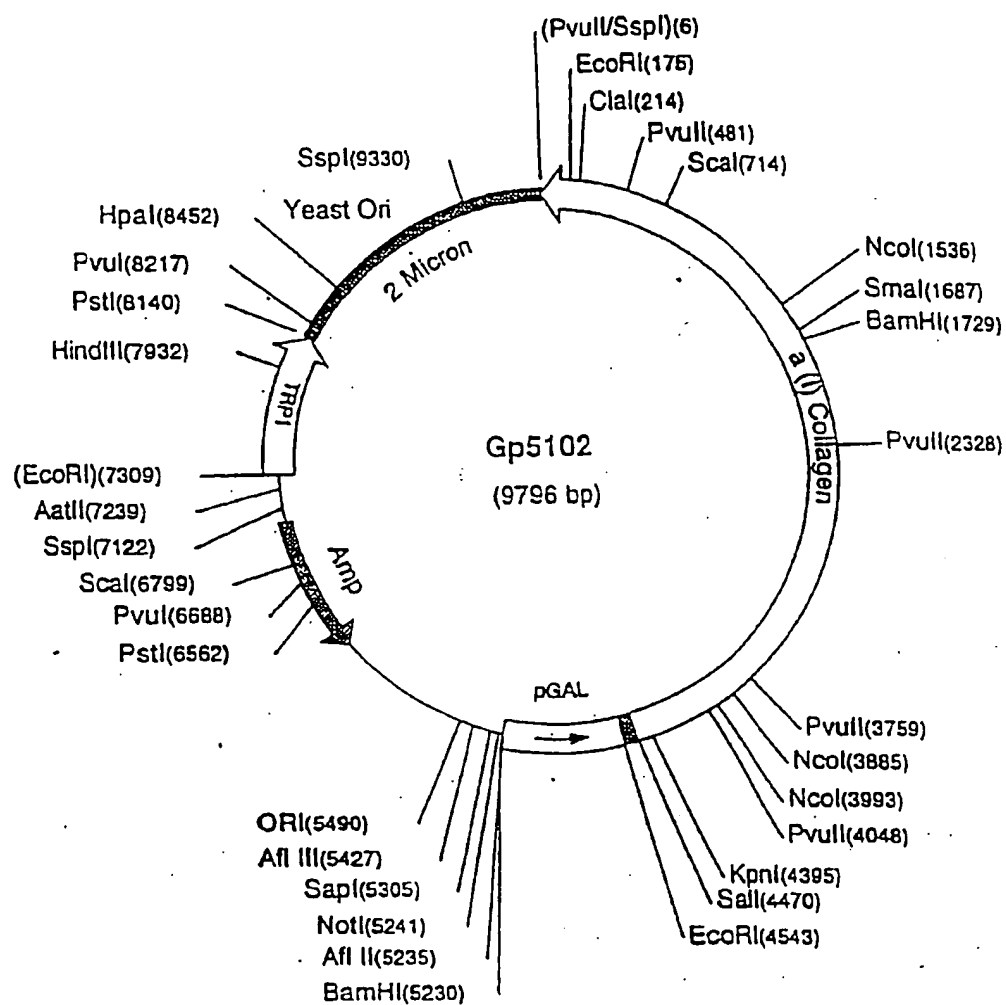 (PvuII/SspI)(6)
EcoRI(175)
ClaI(214)
PvuII(481)
ScaI(714)
SspI(9330)
Yeast Ori
HpaI(8452)
2 Micron
PvuI(8217)
PstI(8140)
HindIII(7932)
TRP1
NcoI(1536)
SmaI(1687)
BamHI(1729)
a (I) Collagen
PvuII(2328)
Gp5102
(9796 bp)
(EcoRI)(7309)
AatII(7239)
SspI(7122)
ScaI(6799)
PvuI(6688)
PstI(6562)
Amp
pGAL
PvuII(3759)
NcoI(3885)
NcoI(3993)
PvuII(4048)
KpnI(4395)
SalI(4470)
EcoRI(4543)
ORI(5490)
Afl III(5427)
SapI(5305)
NotI(5241)
Afl II(5235)
BamHI(5230)